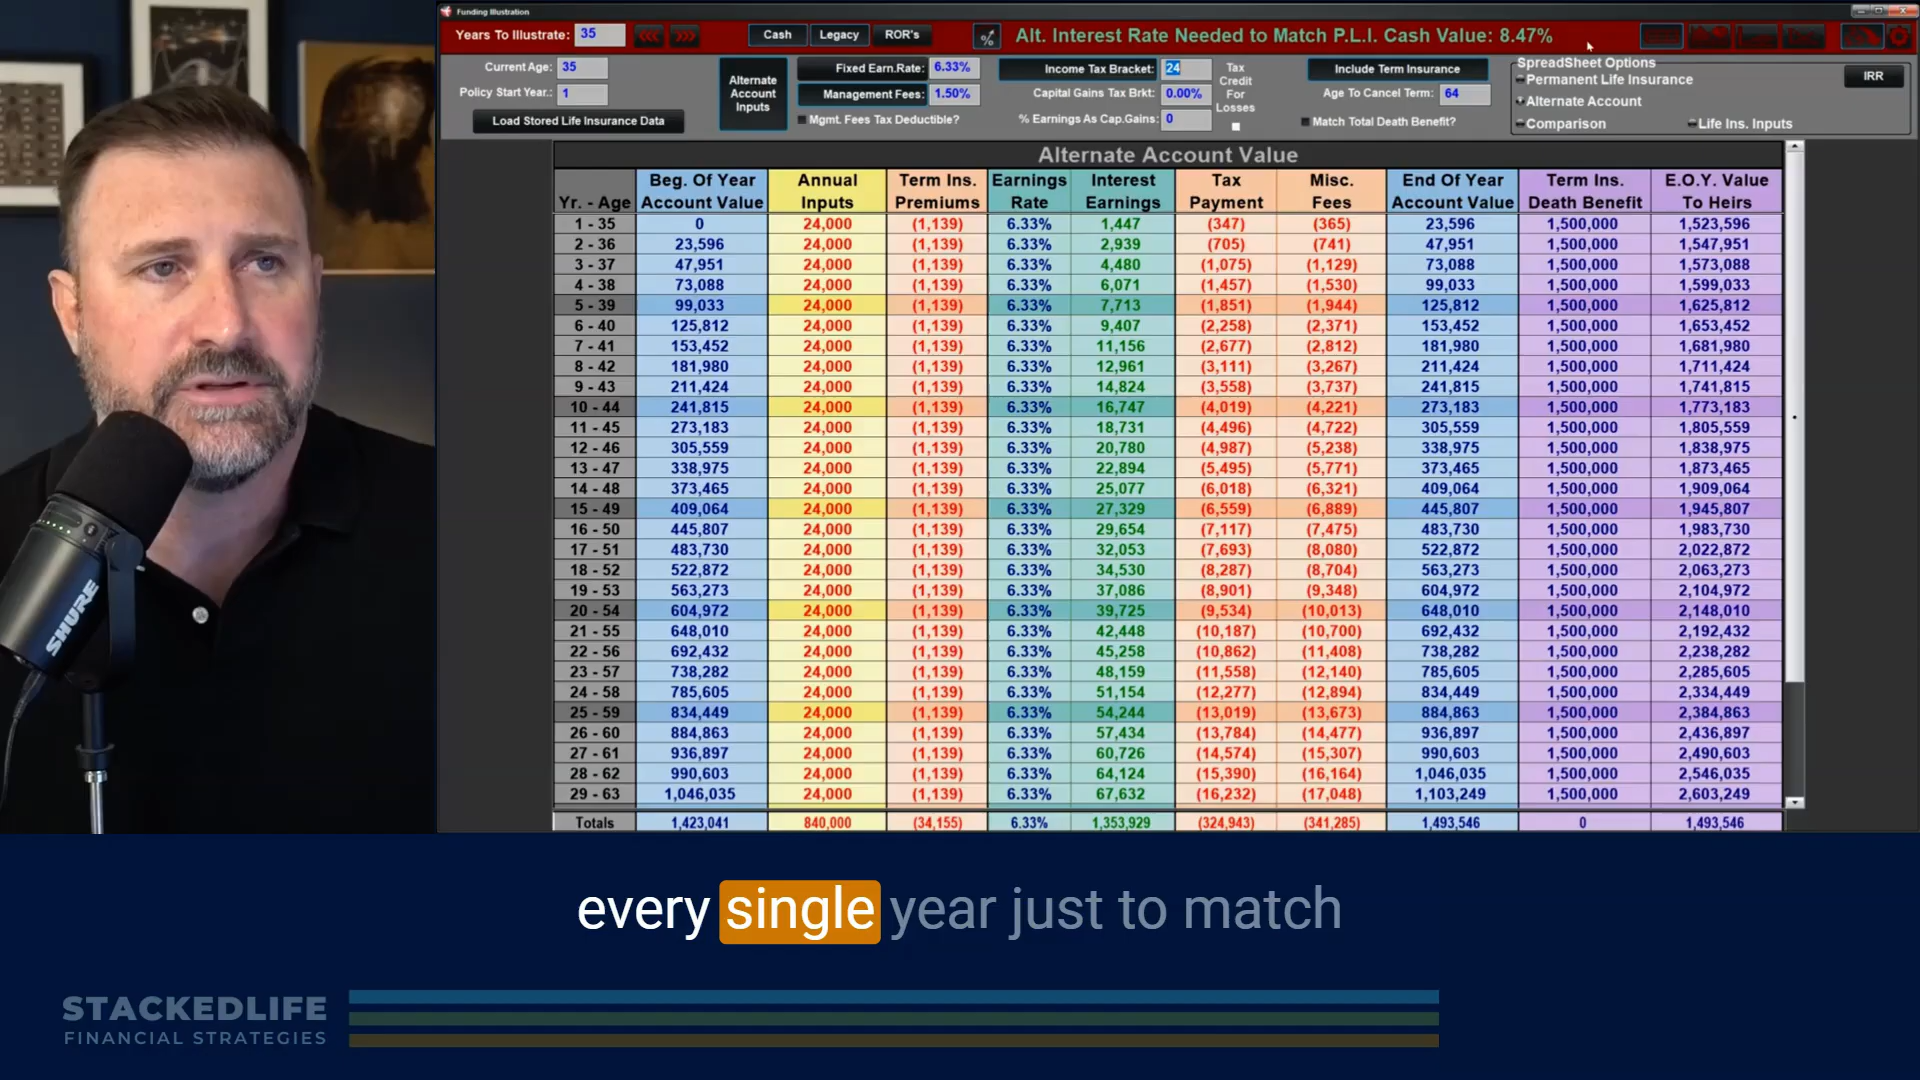 Funding Illustration
Years To Illustrate: 35 <<< >>> Cash Legacy ROR's % Alt. Interest Rate Needed to Match P.L.I. Cash Value: 8.47%
Current Age: 35
Policy Start Year.: 1
Load Stored Life Insurance Data
Alternate Account Inputs
Fixed Earn.Rate: 6.33%
Management Fees: 1.50%
Mgmt. Fees Tax Deductible?
Income Tax Bracket: 24
Capital Gains Tax Brkt: 0.00%
% Earnings As Cap.Gains: 0
Tax
Credit
For
Losses
Include Term Insurance
Age To Cancel Term: 64
Match Total Death Benefit?
SpreadSheet Options
Permanent Life Insurance
Alternate Account
Comparison
Life Ins. Inputs
IRR
Alternate Account Value
Yr. - Age Beg. Of Year Account Value Annual Inputs Term Ins. Premiums Earnings Rate Interest Earnings Tax Payment Misc. Fees End Of Year Account Value Term Ins. Death Benefit E.O.Y. Value To Heirs
1 - 35 0 24,000 (1,139) 6.33% 1,447 (347) (365) 23,596 1,500,000 1,523,596
2 - 36 23,596 24,000 (1,139) 6.33% 2,939 (705) (741) 47,951 1,500,000 1,547,951
3 - 37 47,951 24,000 (1,139) 6.33% 4,480 (1,075) (1,129) 73,088 1,500,000 1,573,088
4 - 38 73,088 24,000 (1,139) 6.33% 6,071 (1,457) (1,530) 99,033 1,500,000 1,599,033
5 - 39 99,033 24,000 (1,139) 6.33% 7,713 (1,851) (1,944) 125,812 1,500,000 1,625,812
6 - 40 125,812 24,000 (1,139) 6.33% 9,407 (2,258) (2,371) 153,452 1,500,000 1,653,452
7 - 41 153,452 24,000 (1,139) 6.33% 11,156 (2,677) (2,812) 181,980 1,500,000 1,681,980
8 - 42 181,980 24,000 (1,139) 6.33% 12,961 (3,111) (3,267) 211,424 1,500,000 1,711,424
9 - 43 211,424 24,000 (1,139) 6.33% 14,824 (3,558) (3,737) 241,815 1,500,000 1,741,815
10 - 44 241,815 24,000 (1,139) 6.33% 16,747 (4,019) (4,221) 273,183 1,500,000 1,773,183
11 - 45 273,183 24,000 (1,139) 6.33% 18,731 (4,496) (4,722) 305,559 1,500,000 1,805,559
12 - 46 305,559 24,000 (1,139) 6.33% 20,780 (4,987) (5,238) 338,975 1,500,000 1,838,975
13 - 47 338,975 24,000 (1,139) 6.33% 22,894 (5,495) (5,771) 373,465 1,500,000 1,873,465
14 - 48 373,465 24,000 (1,139) 6.33% 25,077 (6,018) (6,321) 409,064 1,500,000 1,909,064
15 - 49 409,064 24,000 (1,139) 6.33% 27,329 (6,559) (6,889) 445,807 1,500,000 1,945,807
16 - 50 445,807 24,000 (1,139) 6.33% 29,654 (7,117) (7,475) 483,730 1,500,000 1,983,730
17 - 51 483,730 24,000 (1,139) 6.33% 32,053 (7,693) (8,080) 522,872 1,500,000 2,022,872
18 - 52 522,872 24,000 (1,139) 6.33% 34,530 (8,287) (8,704) 563,273 1,500,000 2,063,273
19 - 53 563,273 24,000 (1,139) 6.33% 37,086 (8,901) (9,348) 604,972 1,500,000 2,104,972
20 - 54 604,972 24,000 (1,139) 6.33% 39,725 (9,534) (10,013) 648,010 1,500,000 2,148,010
21 - 55 648,010 24,000 (1,139) 6.33% 42,448 (10,187) (10,700) 692,432 1,500,000 2,192,432
22 - 56 692,432 24,000 (1,139) 6.33% 45,258 (10,862) (11,408) 738,282 1,500,000 2,238,282
23 - 57 738,282 24,000 (1,139) 6.33% 48,159 (11,558) (12,140) 785,605 1,500,000 2,285,605
24 - 58 785,605 24,000 (1,139) 6.33% 51,154 (12,277) (12,894) 834,449 1,500,000 2,334,449
25 - 59 834,449 24,000 (1,139) 6.33% 54,244 (13,019) (13,673) 884,863 1,500,000 2,384,863
26 - 60 884,863 24,000 (1,139) 6.33% 57,434 (13,784) (14,477) 936,897 1,500,000 2,436,897
27 - 61 936,897 24,000 (1,139) 6.33% 60,726 (14,574) (15,307) 990,603 1,500,000 2,490,603
28 - 62 990,603 24,000 (1,139) 6.33% 64,124 (15,390) (16,164) 1,046,035 1,500,000 2,546,035
29 - 63 1,046,035 24,000 (1,139) 6.33% 67,632 (16,232) (17,048) 1,103,249 1,500,000 2,603,249
Totals 1,423,041 840,000 (34,155) 6.33% 1,353,929 (324,943) (341,285) 1,493,546 0 1,493,546
SHURE
every single year just to match
STACKEDLIFE
FINANCIAL STRATEGIES